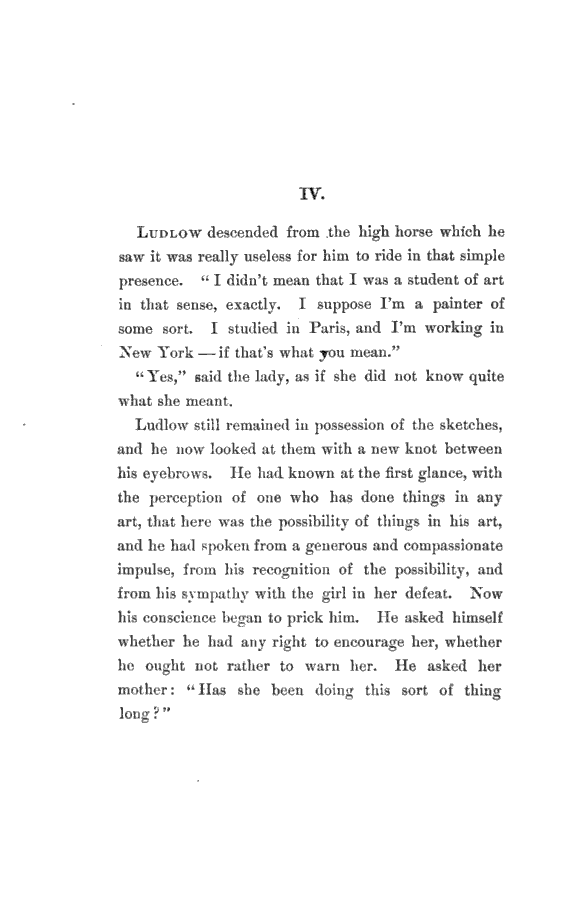 IV.
LUDLOW descended from the high horse which he
saw it was really useless for him to ride in that simple
presence. “I didn't mean that I was a student of art
in that sense, exactly. I suppose I'm a painter of
some sort. I studied in Paris, and I'm working in
New York — if that's what you mean.”
“Yes,” said the lady, as if she did not know quite
what she meant.
Ludlow still remained in possession of the sketches,
and he now looked at them with a new knot between
his eyebrows. He had known at the first glance, with
the perception of one who has done things in any
art, that here was the possibility of things in his art,
and he had spoken from a generous and compassionate
impulse, from his recognition of the possibility, and
from his sympathy with the girl in her defeat. Now
his conscience began to prick him. He asked himself
whether he had any right to encourage her, whether
he ought not rather to warn her. He asked her
mother: “Has she been doing this sort of thing
long?”